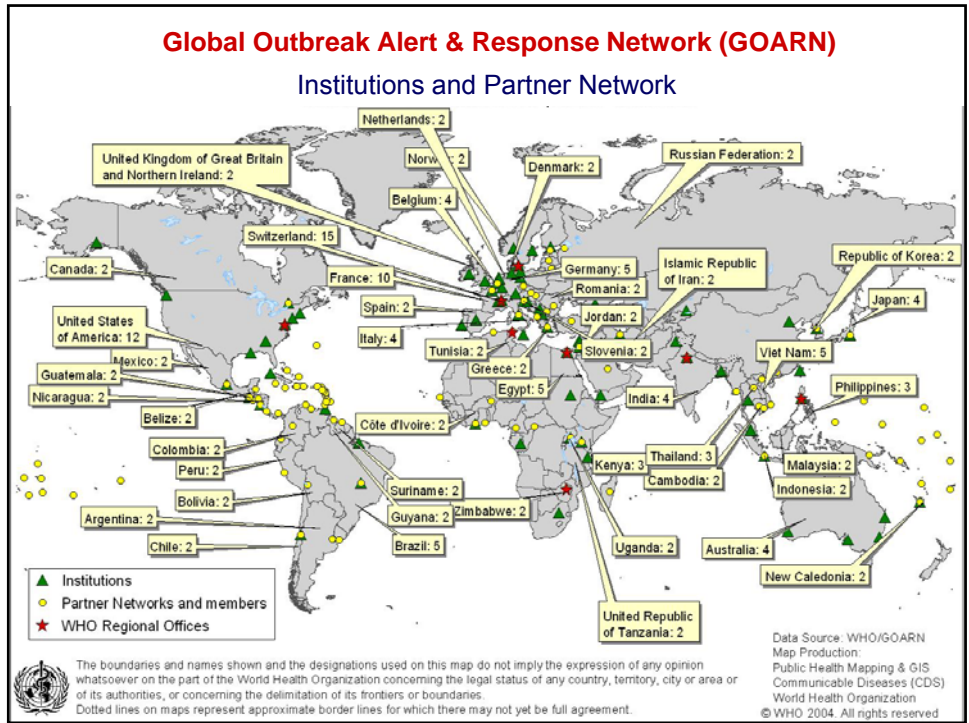 Global Outbreak Alert & Response Network (GOARN)
Institutions and Partner Network
Netherlands: 2
United Kingdom of Great Britain
and Northern Ireland: 2
Norway: 2
Denmark: 2
Russian Federation: 2
Belgium: 4
Switzerland: 15
Canada: 2
France: 10
Germany: 5
Islamic Republic
of Iran: 2
Republic of Korea: 2
Romania: 2
Spain: 2
Japan: 4
United States
of America: 12
Italy: 4
Jordan: 2
Tunisia: 2
Slovenia: 2
Viet Nam: 5
Mexico: 2
Greece: 2
Guatemala: 2
Egypt: 5
India: 4
Philippines: 3
Nicaragua: 2
Belize: 2
Côte d'Ivoire: 2
Colombia: 2
Kenya: 3
Thailand: 3
Malaysia: 2
Peru: 2
Cambodia: 2
Suriname: 2
Indonesia: 2
Bolivia: 2
Guyana: 2
Zimbabwe: 2
Argentina: 2
Brazil: 5
Uganda: 2
Australia: 4
Chile: 2
New Caledonia: 2
Institutions
Partner Networks and members
WHO Regional Offices
United Republic
of Tanzania: 2
The boundaries and names shown and the designations used on this map do not imply the expression of any opinion
whatsoever on the part of the World Health Organization concerning the legal status of any country, territory, city or area or
of its authorities, or concerning the delimitation of its frontiers or boundaries.
Dotted lines on maps represent approximate border lines for which there may not yet be full agreement.
Data Source: WHO/GOARN
Map Production:
Public Health Mapping & GIS
Communicable Diseases (CDS)
World Health Organization
© WHO 2004. All rights reserved